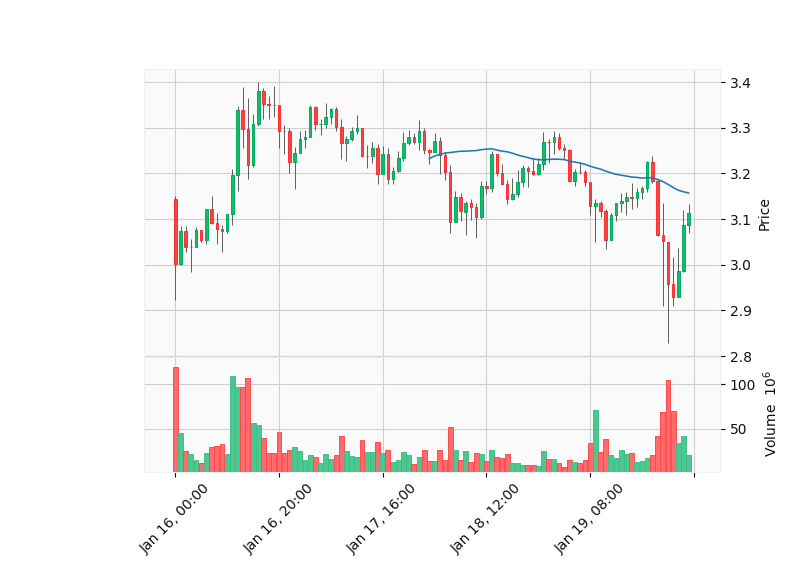 3.4
3.3
3.2
3.1
3.0
2.9
2.8
Price
100
50
Volume 10^6
Jan 16, 00:00
Jan 16, 20:00
Jan 17, 16:00
Jan 18, 12:00
Jan 19, 08:00